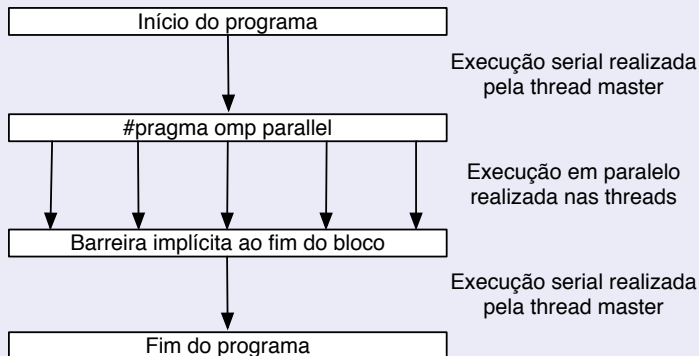 Início do programa
Execução serial realizada
pela thread master
#pragma omp parallel
Execução em paralelo
realizada nas threads
Barreira implícita ao fim do bloco
Execução serial realizada
pela thread master
Fim do programa